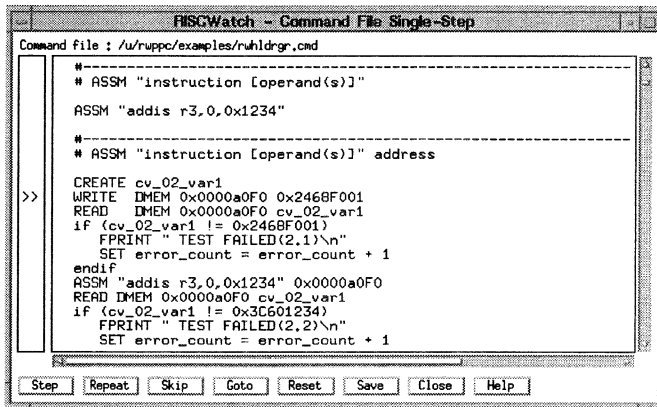 RISCWatch - Command File Single-Step
Command file : /u/rwppc/examples/rwhldrgr.cmd
#----------------------------------------------------------------------
# ASSM "instruction [operand(s)]"
ASSM "addis r3,0,0x1234"
#----------------------------------------------------------------------
# ASSM "instruction [operand(s)]" address
CREATE cv_02_var1
>> WRITE DMEM 0x0000a0F0 0x2468F001
READ DMEM 0x0000a0F0 cv_02_var1
if (cv_02_var1 != 0x2468F001)
FPRINT " TEST FAILED(2.1)\n"
SET error_count = error_count + 1
endif
ASSM "addis r3,0,0x1234" 0x0000a0F0
READ DMEM 0x0000a0F0 cv_02_var1
if (cv_02_var1 != 0x3C601234)
FPRINT " TEST FAILED(2.2)\n"
SET error_count = error_count + 1
Step Repeat Skip Goto Reset Save Close Help